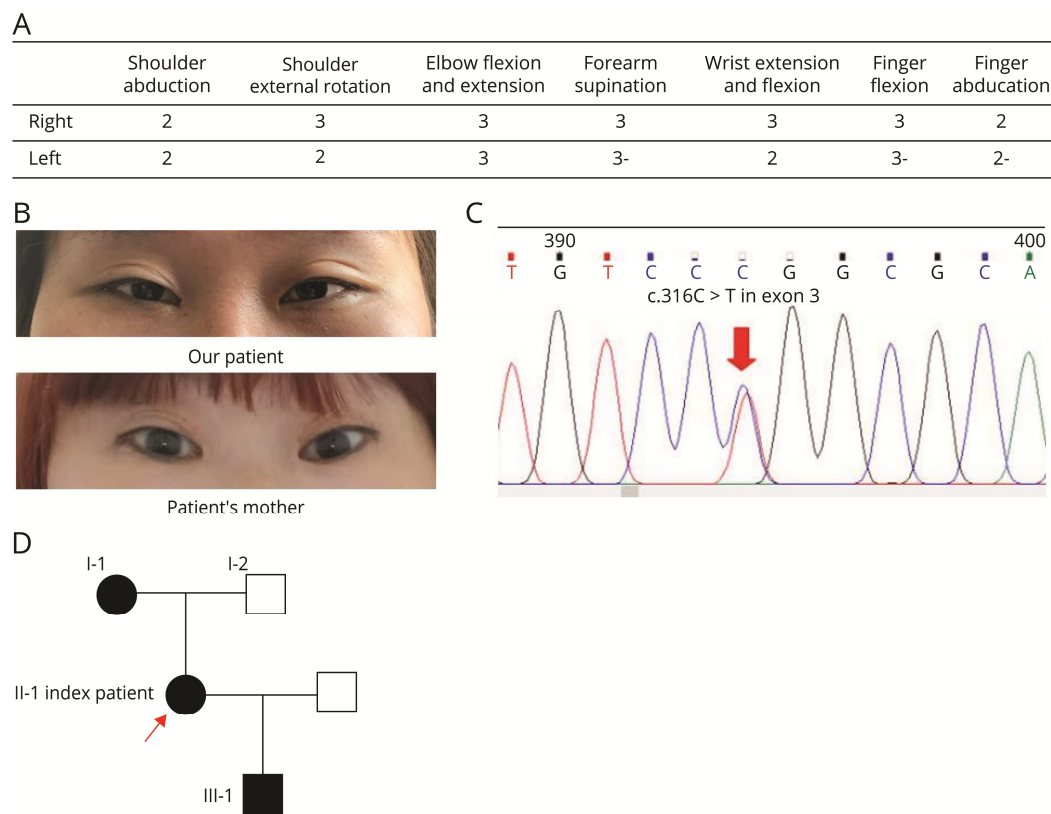 A
Shoulder abduction Shoulder external rotation Elbow flexion and extension Forearm supination Wrist extension and flexion Finger flexion Finger abducation
Right 2 3 3 3 3 3 2
Left 2 2 3 3- 2 3- 2-
B
Our patient
Patient's mother
C
390 400
T G T C C C G G C G C A
c.316C > T in exon 3
D
I-1 I-2
II-1 index patient
III-1